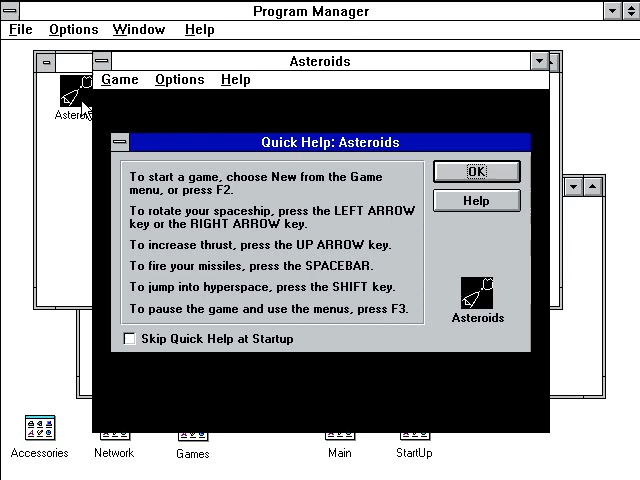 Program Manager
File Options Window Help
Asteroids
Game Options Help
Quick Help: Asteroids
To start a game, choose New from the Game
menu, or press F2.
To rotate your spaceship, press the LEFT ARROW
key or the RIGHT ARROW key.
To increase thrust, press the UP ARROW key.
To fire your missiles, press the SPACEBAR.
To jump into hyperspace, press the SHIFT key.
To pause the game and use the menus, press F3.
OK
Help
Asteroids
Skip Quick Help at Startup
Accessories
Network
Games
Main
StartUp